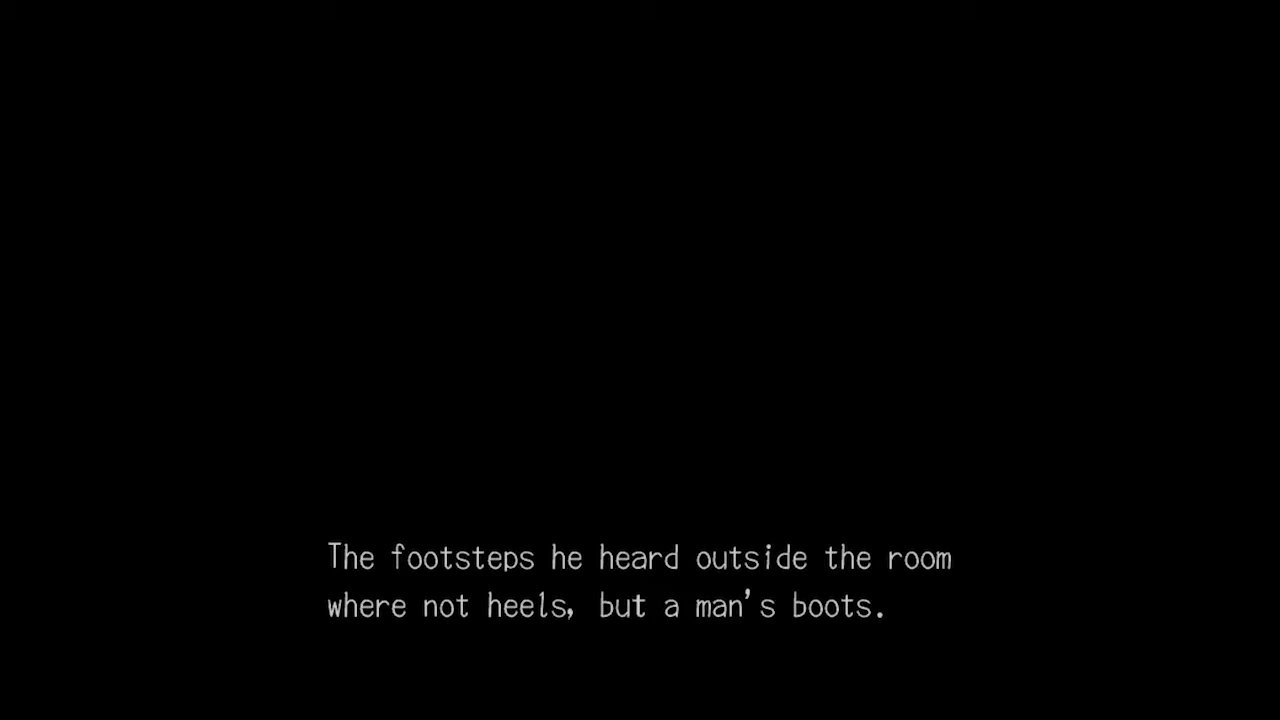 The footsteps he heard outside the room
where not heels, but a man's boots.